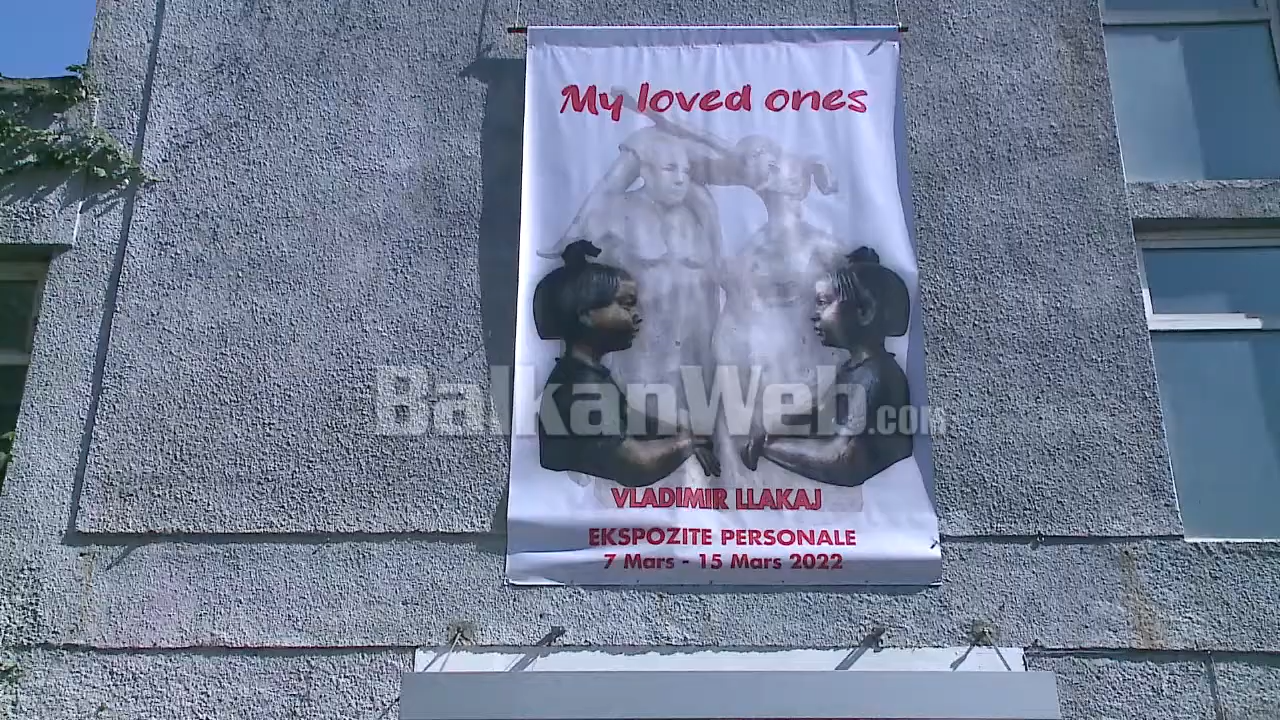 My loved ones
BalkanWeb.com
VLADIMIR LLAKAJ
EKSPOZITE PERSONALE
7 Mars - 15 Mars 2022